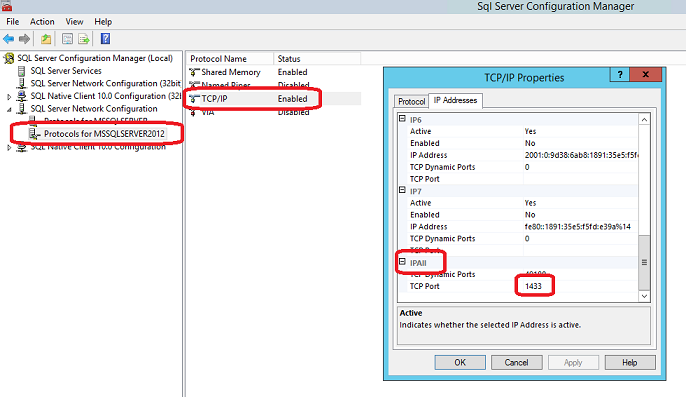 Sql Server Configuration Manager
File Action View Help
SQL Server Configuration Manager (Local)
SQL Server Services
SQL Server Network Configuration (32bit
SQL Native Client 10.0 Configuration (32l
SQL Server Network Configuration
Protocols for MSSQLSERVER
Protocols for MSSQLSERVER2012
SQL Native Client 10.0 Configuration
Protocol Name Status
Shared Memory Enabled
Named Pipes Disabled
TCP/IP Enabled
VIA Disabled
TCP/IP Properties
? x
Protocol IP Addresses
IP6
Active Yes
Enabled No
IP Address 2001:0:9d38:6ab8:1891:35e5:f5fd
TCP Dynamic Ports 0
TCP Port
IP7
Active Yes
Enabled No
IP Address fe80::1891:35e5:f5fd:e39a%14
TCP Dynamic Ports 0
TCP Port
IPAll
TCP Dynamic Ports
TCP Port 1433
Active
Indicates whether the selected IP Address is active.
OK Cancel Apply Help